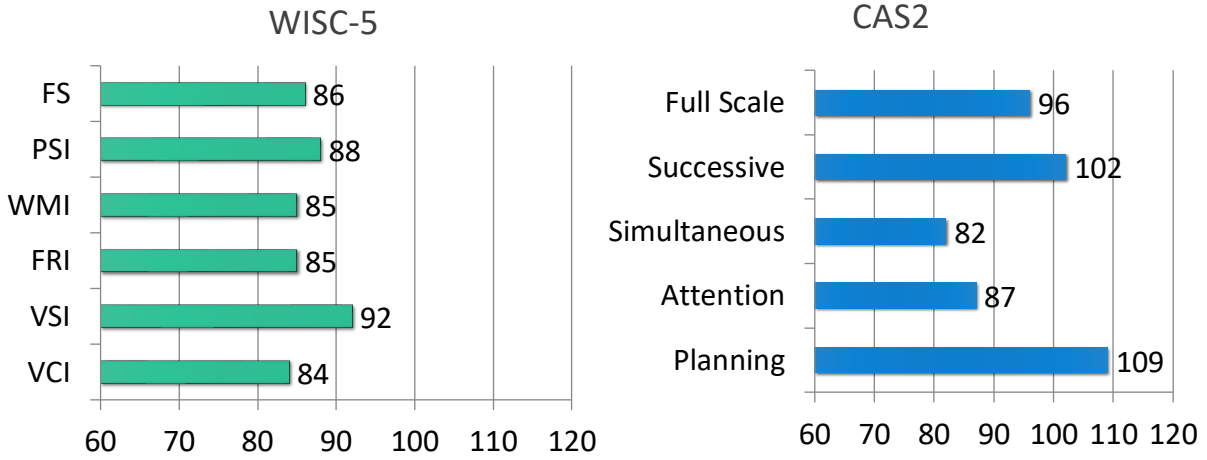 WISC-5
FS 86
PSI 88
WMI 85
FRI 85
VSI 92
VCI 84
60 70 80 90 100 110 120
CAS2
Full Scale 96
Successive 102
Simultaneous 82
Attention 87
Planning 109
60 70 80 90 100 110 120